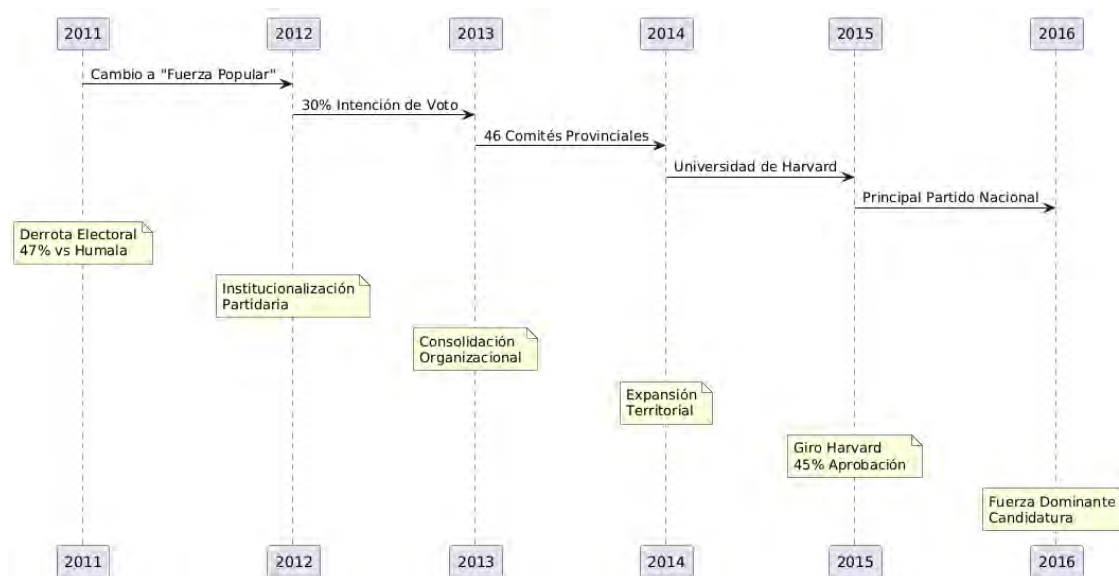 2011
2012
2013
2014
2015
2016
Cambio a "Fuerza Popular"
30% Intención de Voto
46 Comités Provinciales
Universidad de Harvard
Principal Partido Nacional
Derrota Electoral
47% vs Humala
Institucionalización
Partidaria
Consolidación
Organizacional
Expansión
Territorial
Giro Harvard
45% Aprobación
Fuerza Dominante
Candidatura
2011
2012
2013
2014
2015
2016